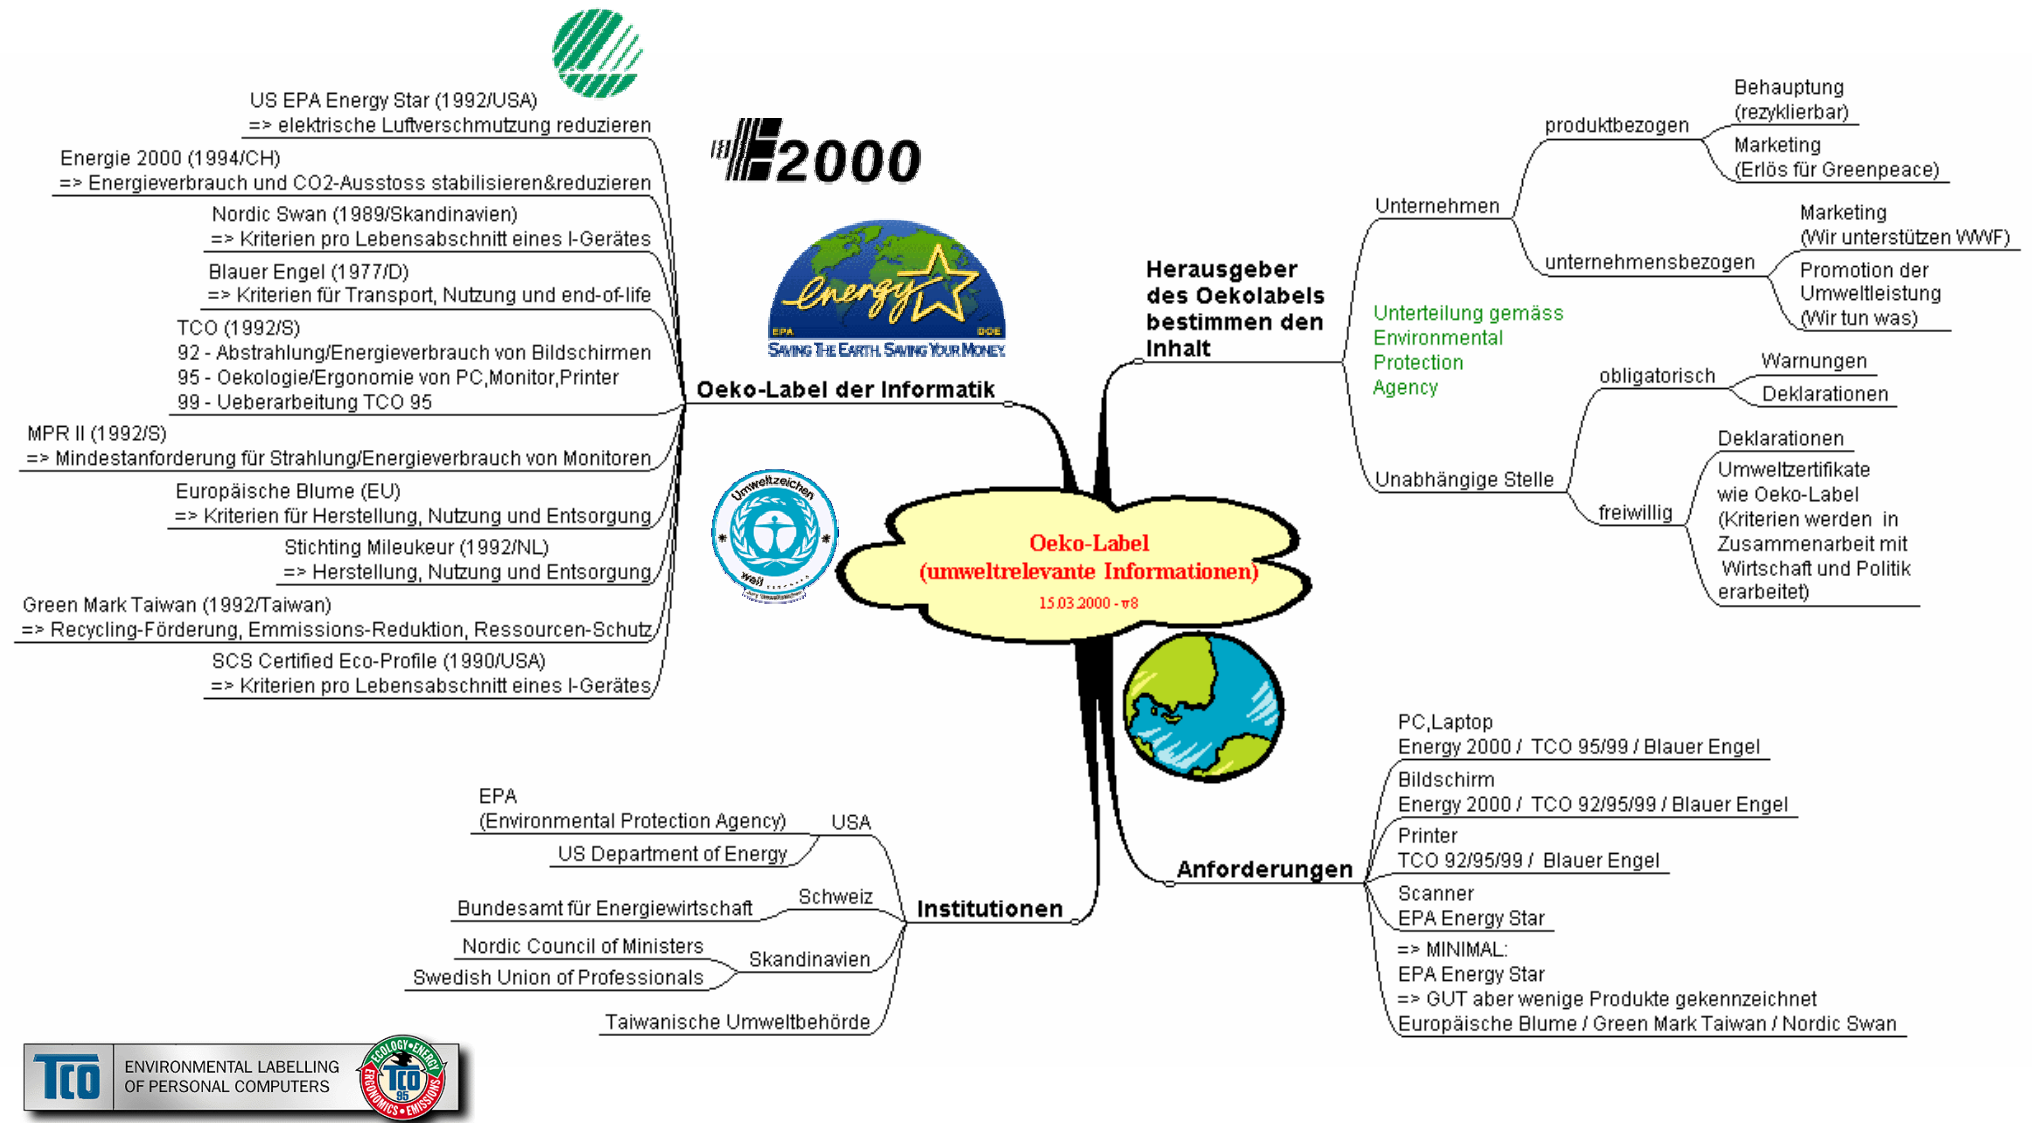 US EPA Energy Star (1992/USA)
=> elektrische Luftverschmutzung reduzieren
Energie 2000 (1994/CH)
=> Energieverbrauch und CO2-Ausstoss stabilisieren&reduzieren
Nordic Swan (1989/Skandinavien)
=> Kriterien pro Lebensabschnitt eines I-Gerätes
Blauer Engel (1977/D)
=> Kriterien für Transport, Nutzung und end-of-life
TCO (1992/S)
92 - Abstrahlung/Energieverbrauch von Bildschirmen
95 - Oekologie/Ergonomie von PC,Monitor,Printer
99 - Ueberarbeitung TCO 95
MPR II (1992/S)
=> Mindestanforderung für Strahlung/Energieverbrauch von Monitoren
Europäische Blume (EU)
=> Kriterien für Herstellung, Nutzung und Entsorgung
Stichting Mileukeur (1992/NL)
=> Herstellung, Nutzung und Entsorgung
Green Mark Taiwan (1992/Taiwan)
=> Recycling-Förderung, Emmissions-Reduktion, Ressourcen-Schutz
SCS Certified Eco-Profile (1990/USA)
=> Kriterien pro Lebensabschnitt eines I-Gerätes
Oeko-Label der Informatik
2000
energy
EPA
DOE
SAVING THE EARTH. SAVING YOUR MONEY.
Umweltzeichen
weil
Oeko-Label
(umweltrelevante Informationen)
15.03.2000 - v8
Herausgeber
des Oekolabels
bestimmen den
Inhalt
Unterteilung gemäss
Environmental
Protection
Agency
Unternehmen
produktbezogen
Behauptung
(rezyklierbar)
Marketing
(Erlös für Greenpeace)
unternehmensbezogen
Marketing
(Wir unterstützen WWF)
Promotion der
Umweltleistung
(Wir tun was)
Unabhängige Stelle
obligatorisch
Warnungen
Deklarationen
freiwillig
Deklarationen
Umweltzertifikate
wie Oeko-Label
(Kriterien werden in
Zusammenarbeit mit
Wirtschaft und Politik
erarbeitet)
Anforderungen
PC,Laptop
Energy 2000 / TCO 95/99 / Blauer Engel
Bildschirm
Energy 2000 / TCO 92/95/99 / Blauer Engel
Printer
TCO 92/95/99 / Blauer Engel
Scanner
EPA Energy Star
=> MINIMAL:
EPA Energy Star
=> GUT aber wenige Produkte gekennzeichnet
Europäische Blume / Green Mark Taiwan / Nordic Swan
Institutionen
USA
EPA
(Environmental Protection Agency)
US Department of Energy
Schweiz
Bundesamt für Energiewirtschaft
Skandinavien
Nordic Council of Ministers
Swedish Union of Professionals
Taiwanische Umweltbehörde
TCO
ENVIRONMENTAL LABELLING
OF PERSONAL COMPUTERS
ECOLOGY • ENERGY
ERGONOMICS • EMISSIONS
TCO
95